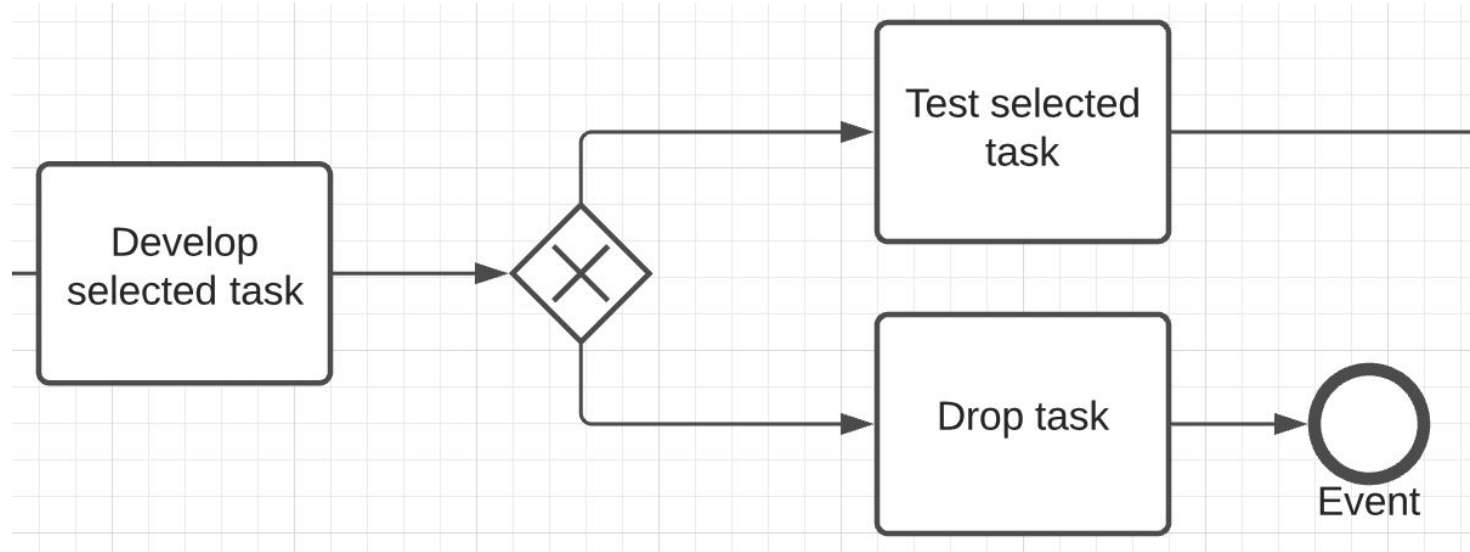 Test selected
task
Develop
selected task
Drop task
Event